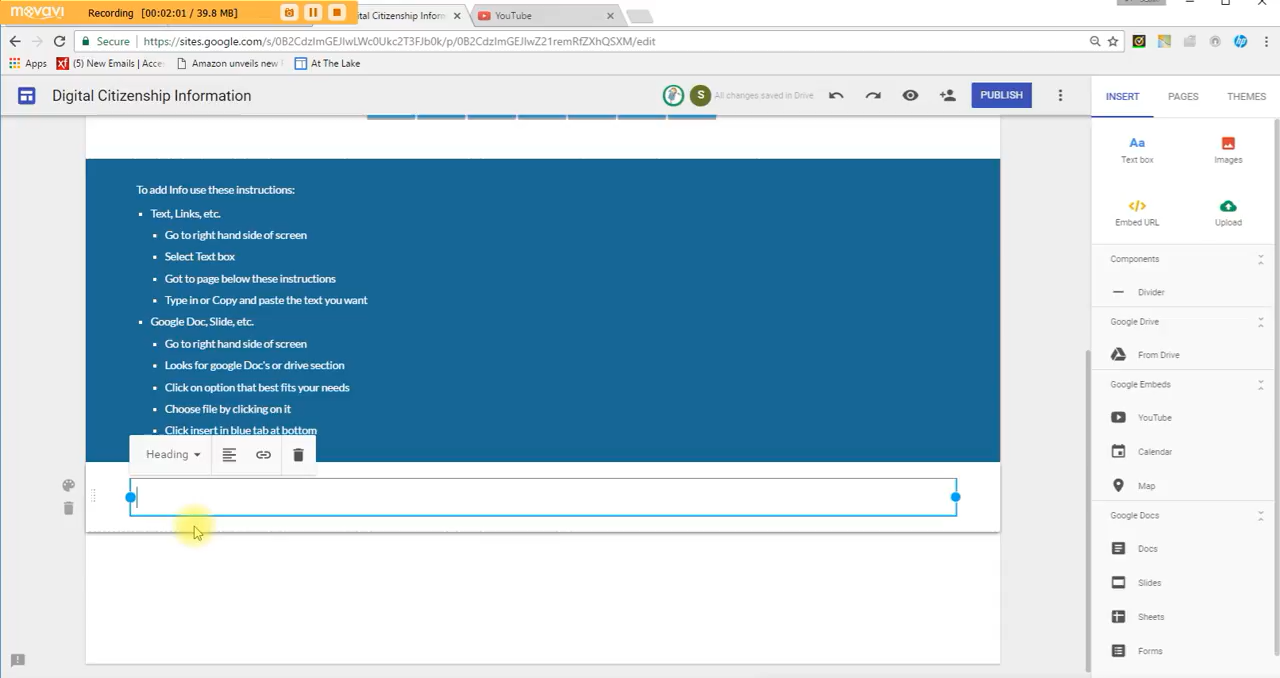 movavi
Recording [00:02:01 / 39.8 MB]
ital Citizenship Inform
YouTube
Secure https://sites.google.com/s/0B2CdzImGEJIwLWc0Ukc2T3FJb0k/p/0B2CdzImGEJIwZ21remRfZXhQSXM/edit
Apps
(5) New Emails | Acce
Amazon unveils new
At The Lake
Digital Citizenship Information
S
All changes saved in Drive
PUBLISH
INSERT
PAGES
THEMES
Aa
Text box
Images
Embed URL
Upload
Components
Divider
Google Drive
From Drive
Google Embeds
YouTube
Calendar
Map
Google Docs
Docs
Slides
Sheets
Forms
To add Info use these instructions:
Text, Links, etc.
Go to right hand side of screen
Select Text box
Got to page below these instructions
Type in or Copy and paste the text you want
Google Doc, Slide, etc.
Go to right hand side of screen
Looks for google Doc's or drive section
Click on option that best fits your needs
Choose file by clicking on it
Click insert in blue tab at bottom
Heading